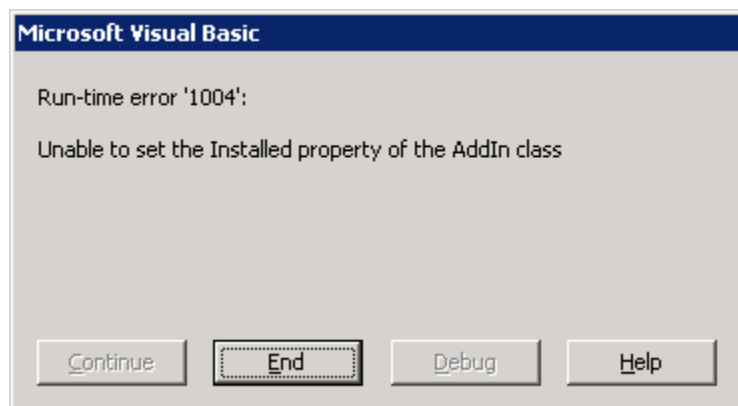 Microsoft Visual Basic
Run-time error '1004':
Unable to set the Installed property of the AddIn class
Continue End Debug Help